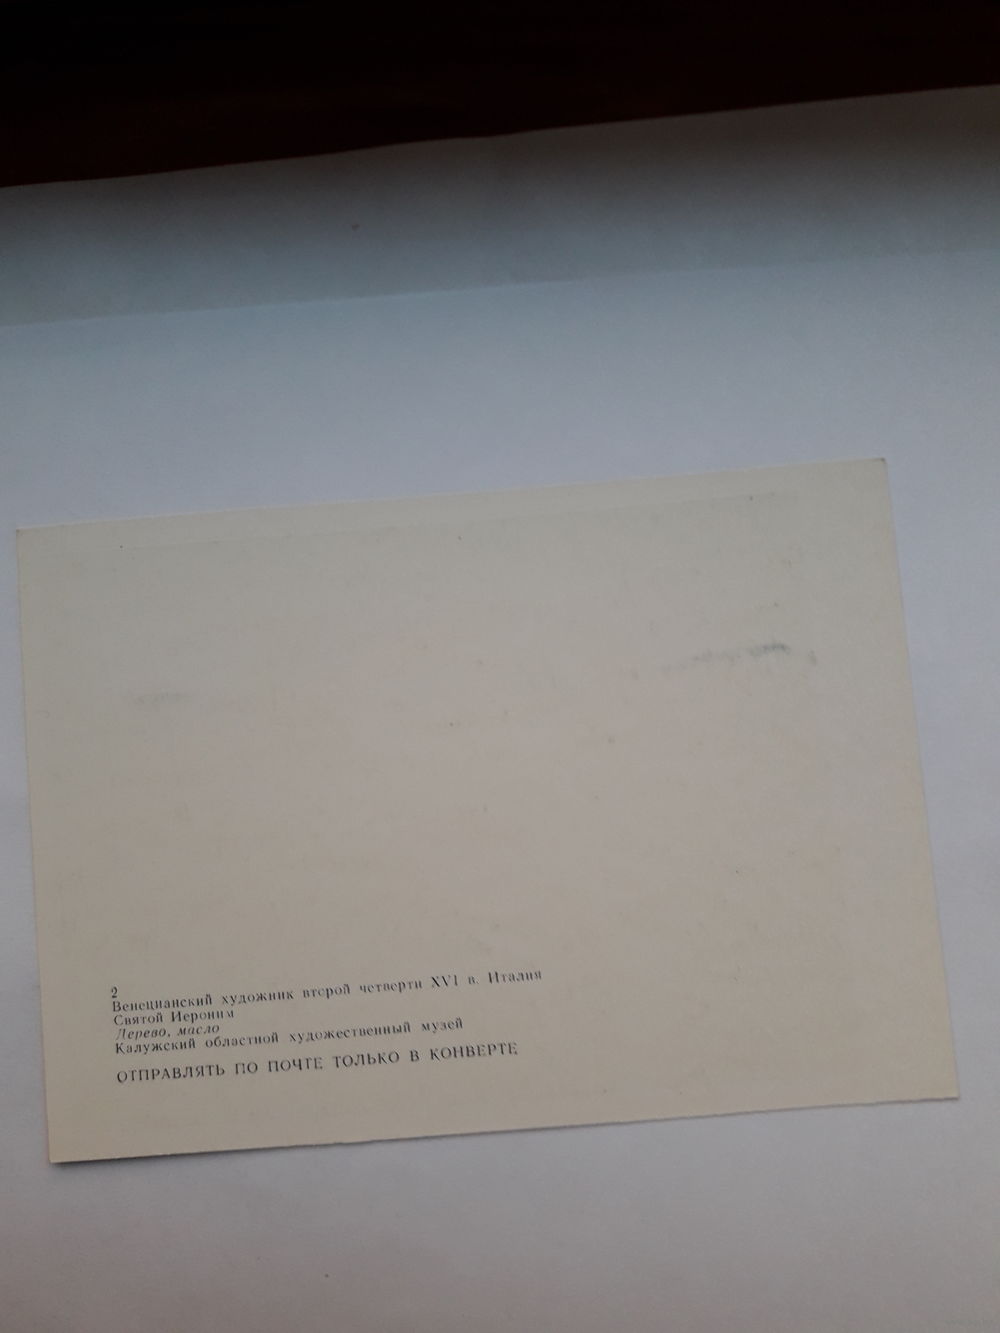 2
Венецианский художник второй четверти XVI в. Италия
Святой Иероним
Дерево, масло
Калужский областной художественный музей
ОТПРАВЛЯТЬ ПО ПОЧТЕ ТОЛЬКО В КОНВЕРТЕ